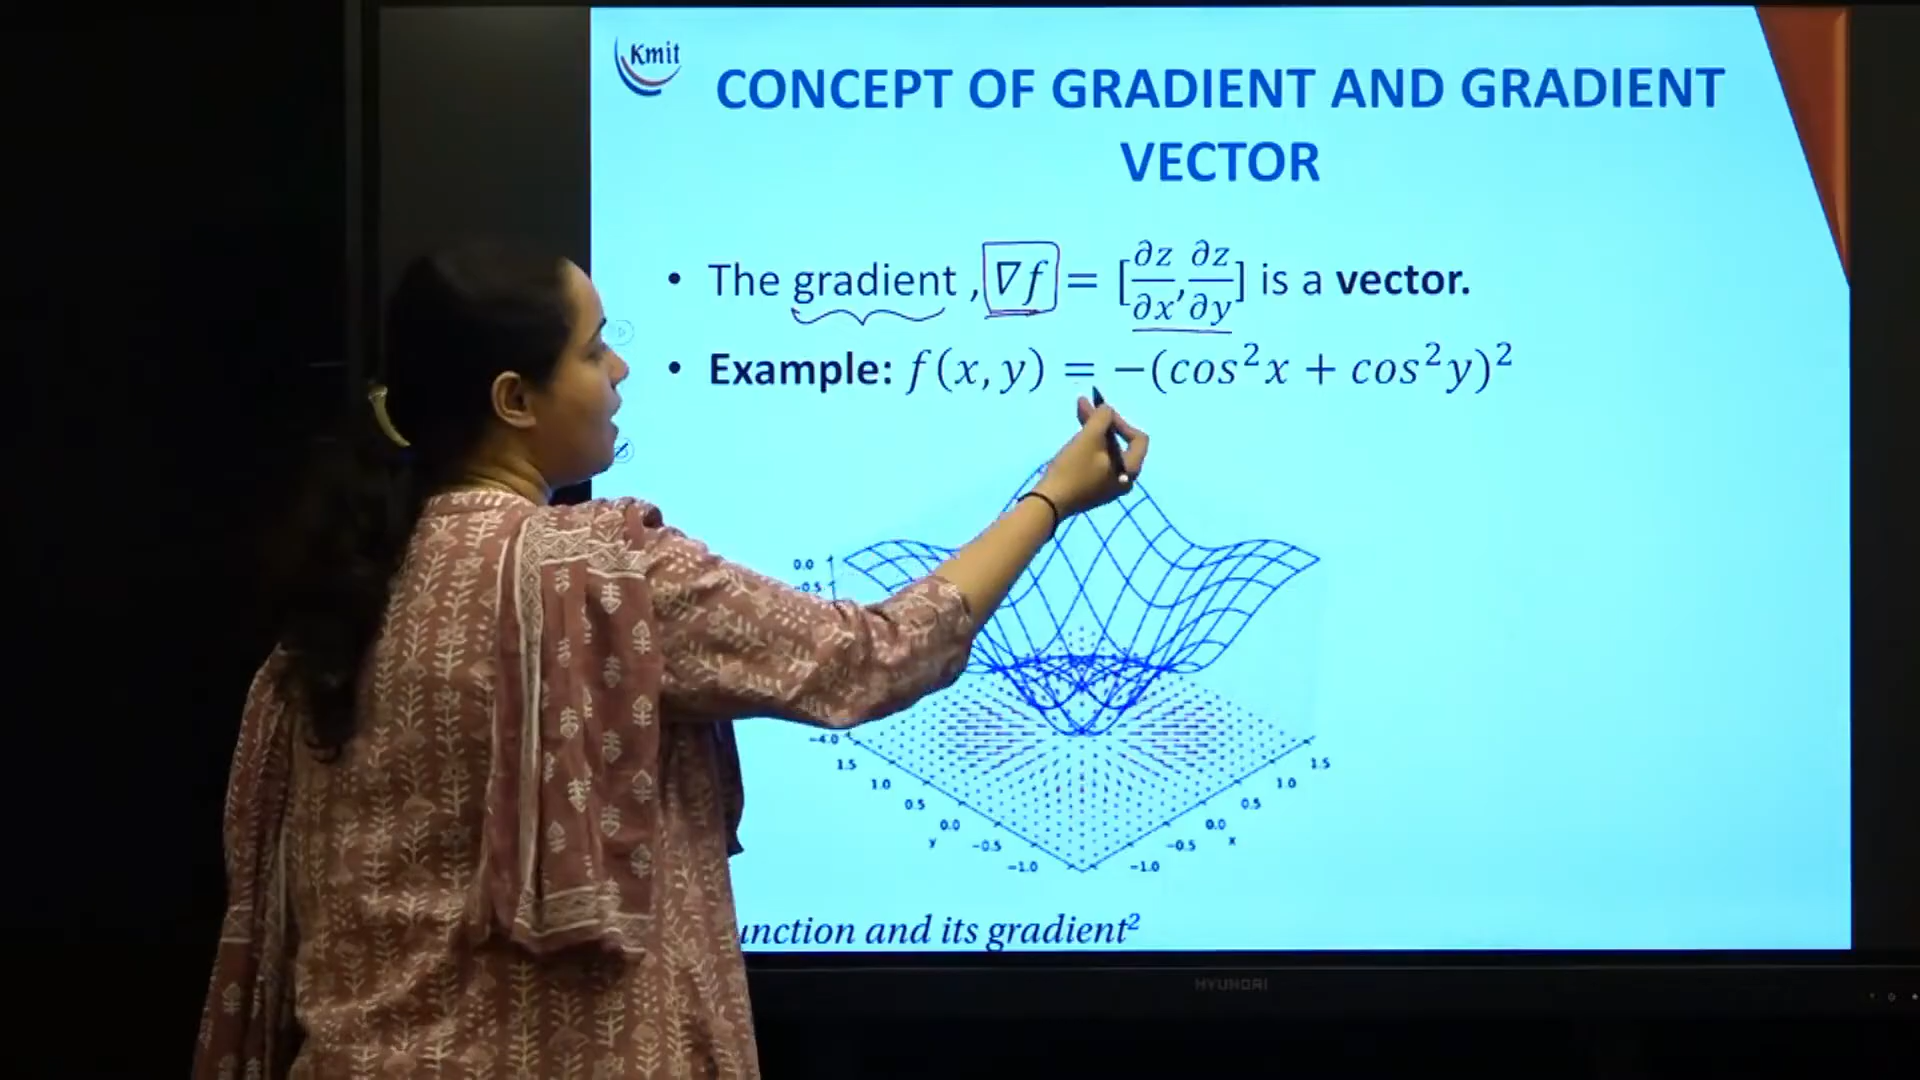 Kmit
CONCEPT OF GRADIENT AND GRADIENT
VECTOR
• The gradient , ∇f = [∂z/∂x, ∂z/∂y] is a vector.
• Example: f(x, y) = −(cos²x + cos²y)²
0.0
−0.5
−4.0
1.5
1.0
0.5
0.0
−0.5
−1.0
y
1.5
1.0
0.5
0.0
−0.5
−1.0
x
unction and its gradient²
HYUNDAI